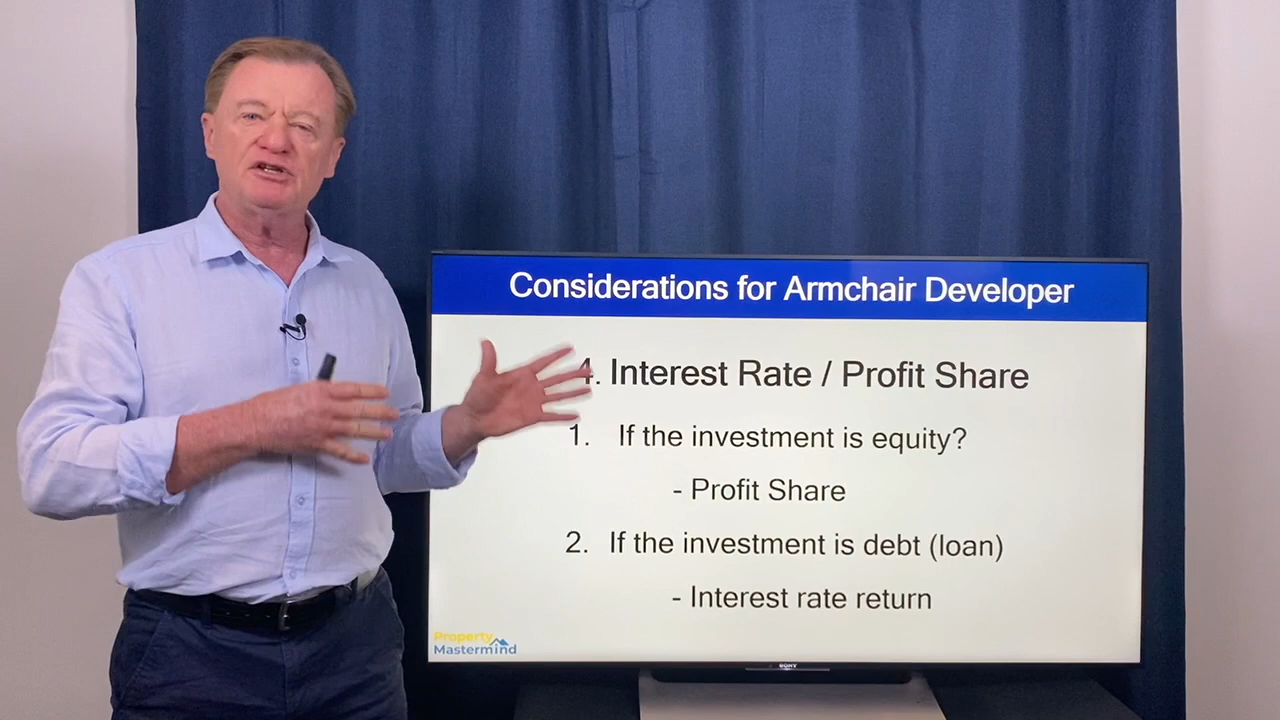 Considerations for Armchair Developer
4. Interest Rate / Profit Share
1. If the investment is equity?
- Profit Share
2. If the investment is debt (loan)
- Interest rate return
Property
Mastermind
SONY